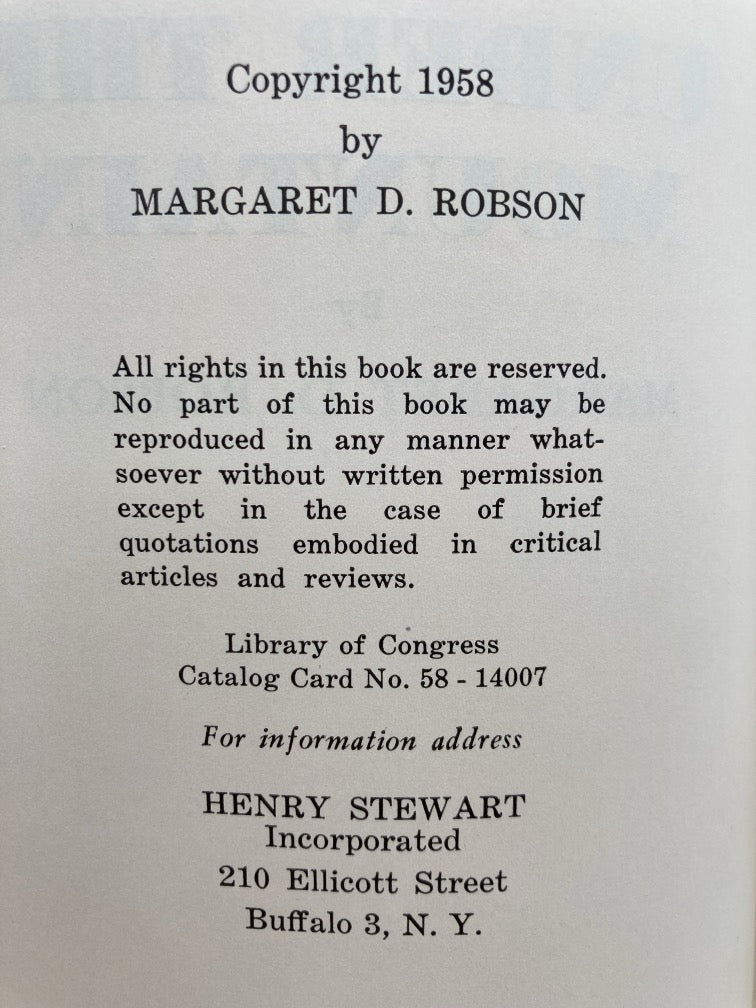 Copyright 1958
by
MARGARET D. ROBSON
All rights in this book are reserved.
No part of this book may be
reproduced in any manner what-
soever without written permission
except in the case of brief
quotations embodied in critical
articles and reviews.
Library of Congress
Catalog Card No. 58 - 14007
For information address
HENRY STEWART
Incorporated
210 Ellicott Street
Buffalo 3, N. Y.